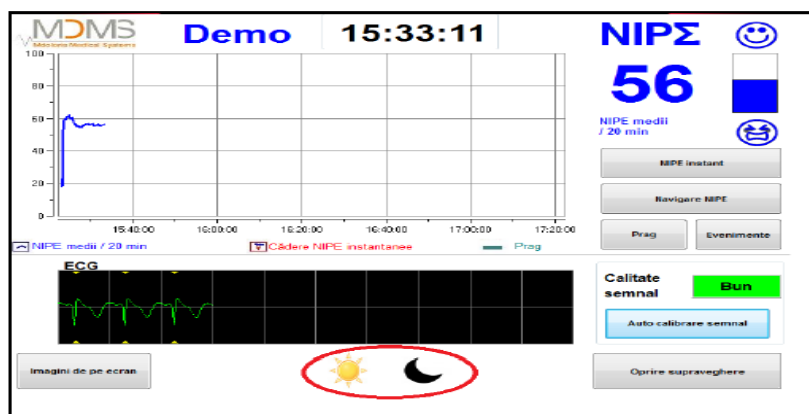 MDMS
Mdoloris Medical Systems
Demo
15:33:11
NIPΣ
56
NIPE medii
/ 20 min
NIPE instant
Navigare NIPE
Prag
Evenimente
100
80
60
40
20
0
15:40:00 16:00:00 16:20:00 16:40:00 17:00:00 17:20:00
NIPE medii / 20 min
Cădere NIPE instantanee
Prag
ECG
Calitate
semnal
Bun
Auto calibrare semnal
Imagini de pe ecran
Oprire supraveghere